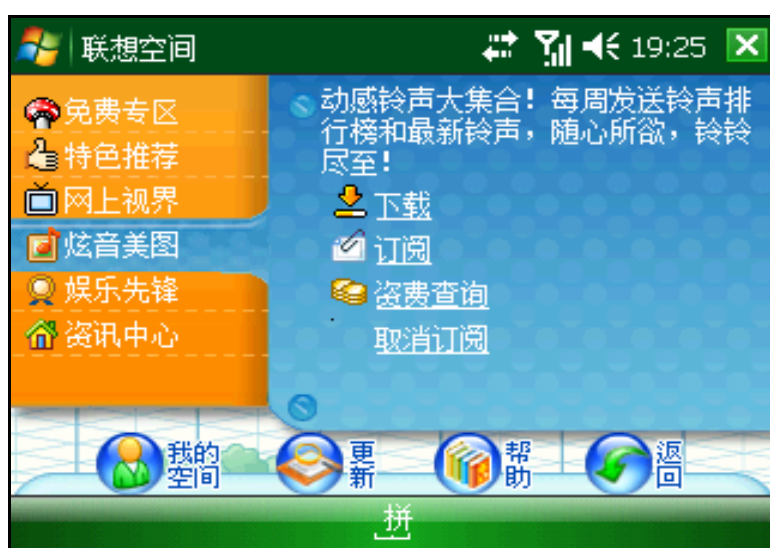 联想空间
19:25
免费专区
特色推荐
网上视界
炫音美图
娱乐先锋
资讯中心
动感铃声大集合！每周发送铃声排
行榜和最新铃声，随心所欲，铃铃
尽至！
下载
订阅
资费查询
取消订阅
我的
空间
更
新
帮
助
返
回
拼